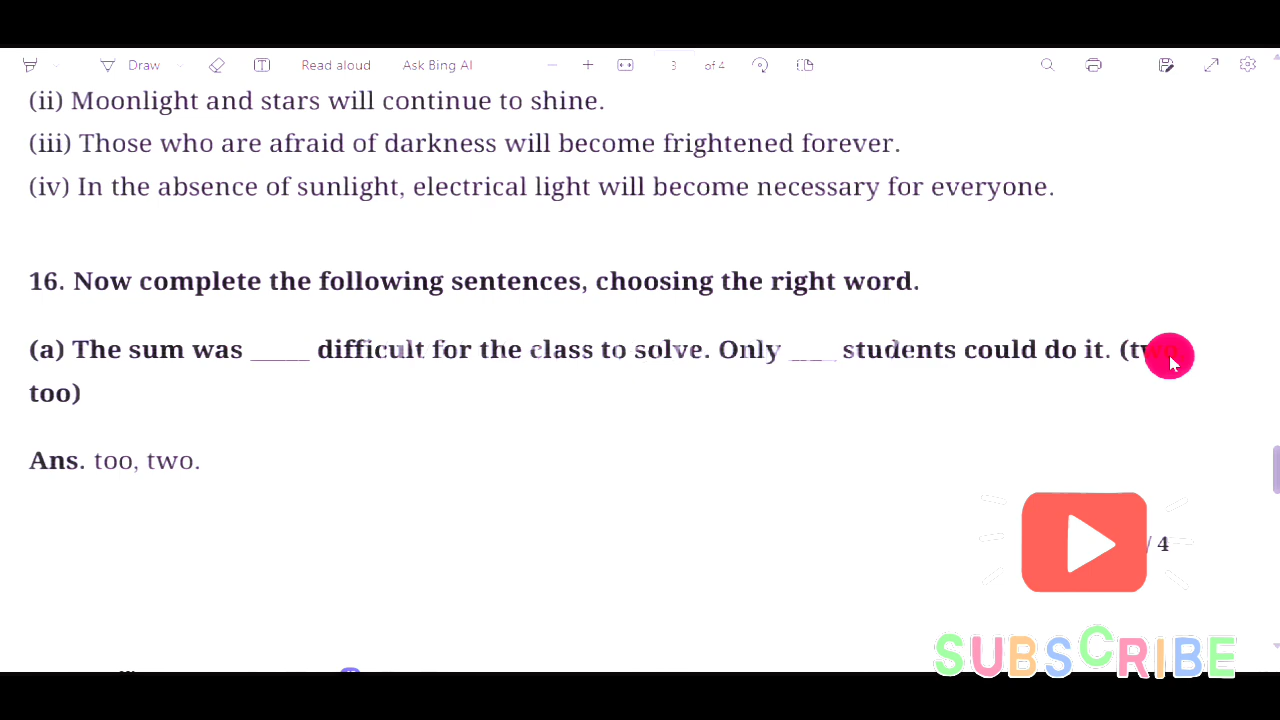 Draw Read aloud Ask Bing AI 3 of 4
(ii) Moonlight and stars will continue to shine.
(iii) Those who are afraid of darkness will become frightened forever.
(iv) In the absence of sunlight, electrical light will become necessary for everyone.
16. Now complete the following sentences, choosing the right word.
(a) The sum was _____ difficult for the class to solve. Only ____ students could do it. (two
too)
Ans. too, two.
/ 4
SUBSCRIBE